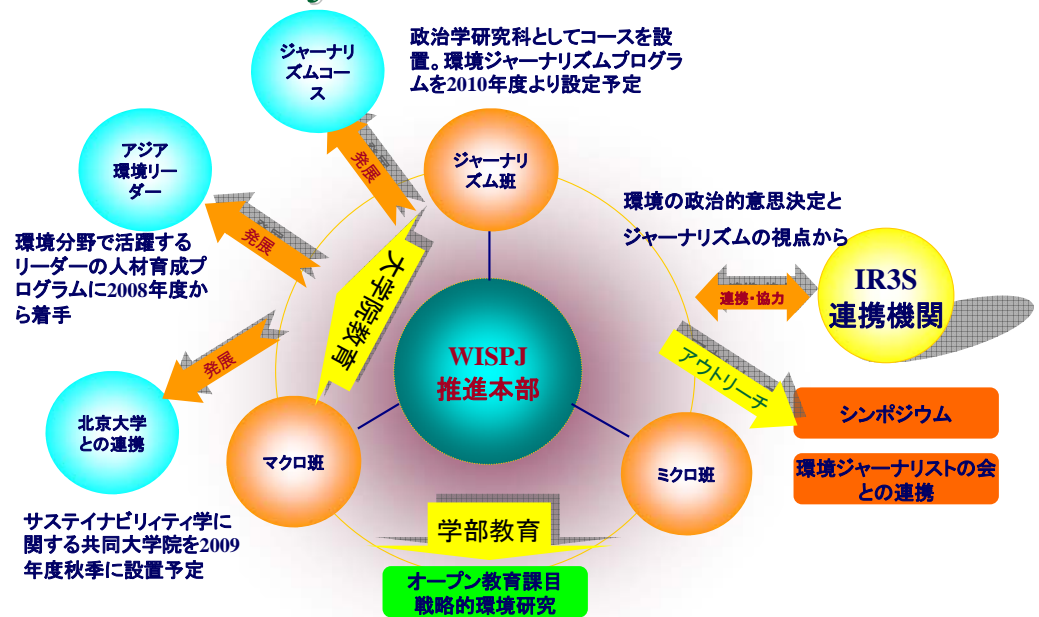 ジャーナリ
ズムコー
ス
政治学研究科としてコースを設
置。環境ジャーナリズムプログラ
ムを2010年度より設定予定
アジア
環境リー
ダー
発展
ジャーナリ
ズム班
環境の政治的意思決定と
ジャーナリズムの視点から
環境分野で活躍する
リーダーの人材育成プ
ログラムに2008年度か
ら着手
発展
大学院教育
連携・協力
IR3S
連携機関
発展
WISPJ
推進本部
アウトリーチ
シンポジウム
北京大学
との連携
マクロ班
ミクロ班
環境ジャーナリストの会
との連携
サステイナビリィティ学に
関する共同大学院を2009
年度秋季に設置予定
学部教育
オープン教育課目
戦略的環境研究